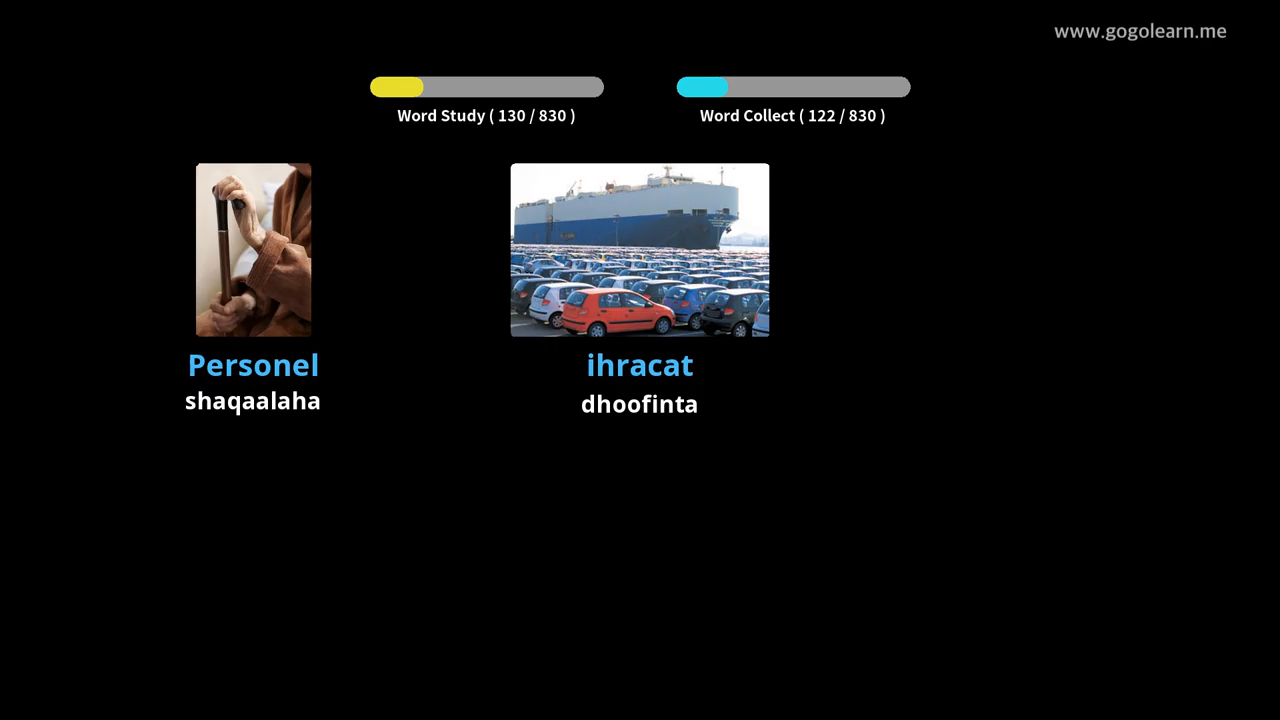 www.gogolearn.me
Word Study ( 130 / 830 )
Word Collect ( 122 / 830 )
Personel
shaqaalaha
ihracat
dhoofinta